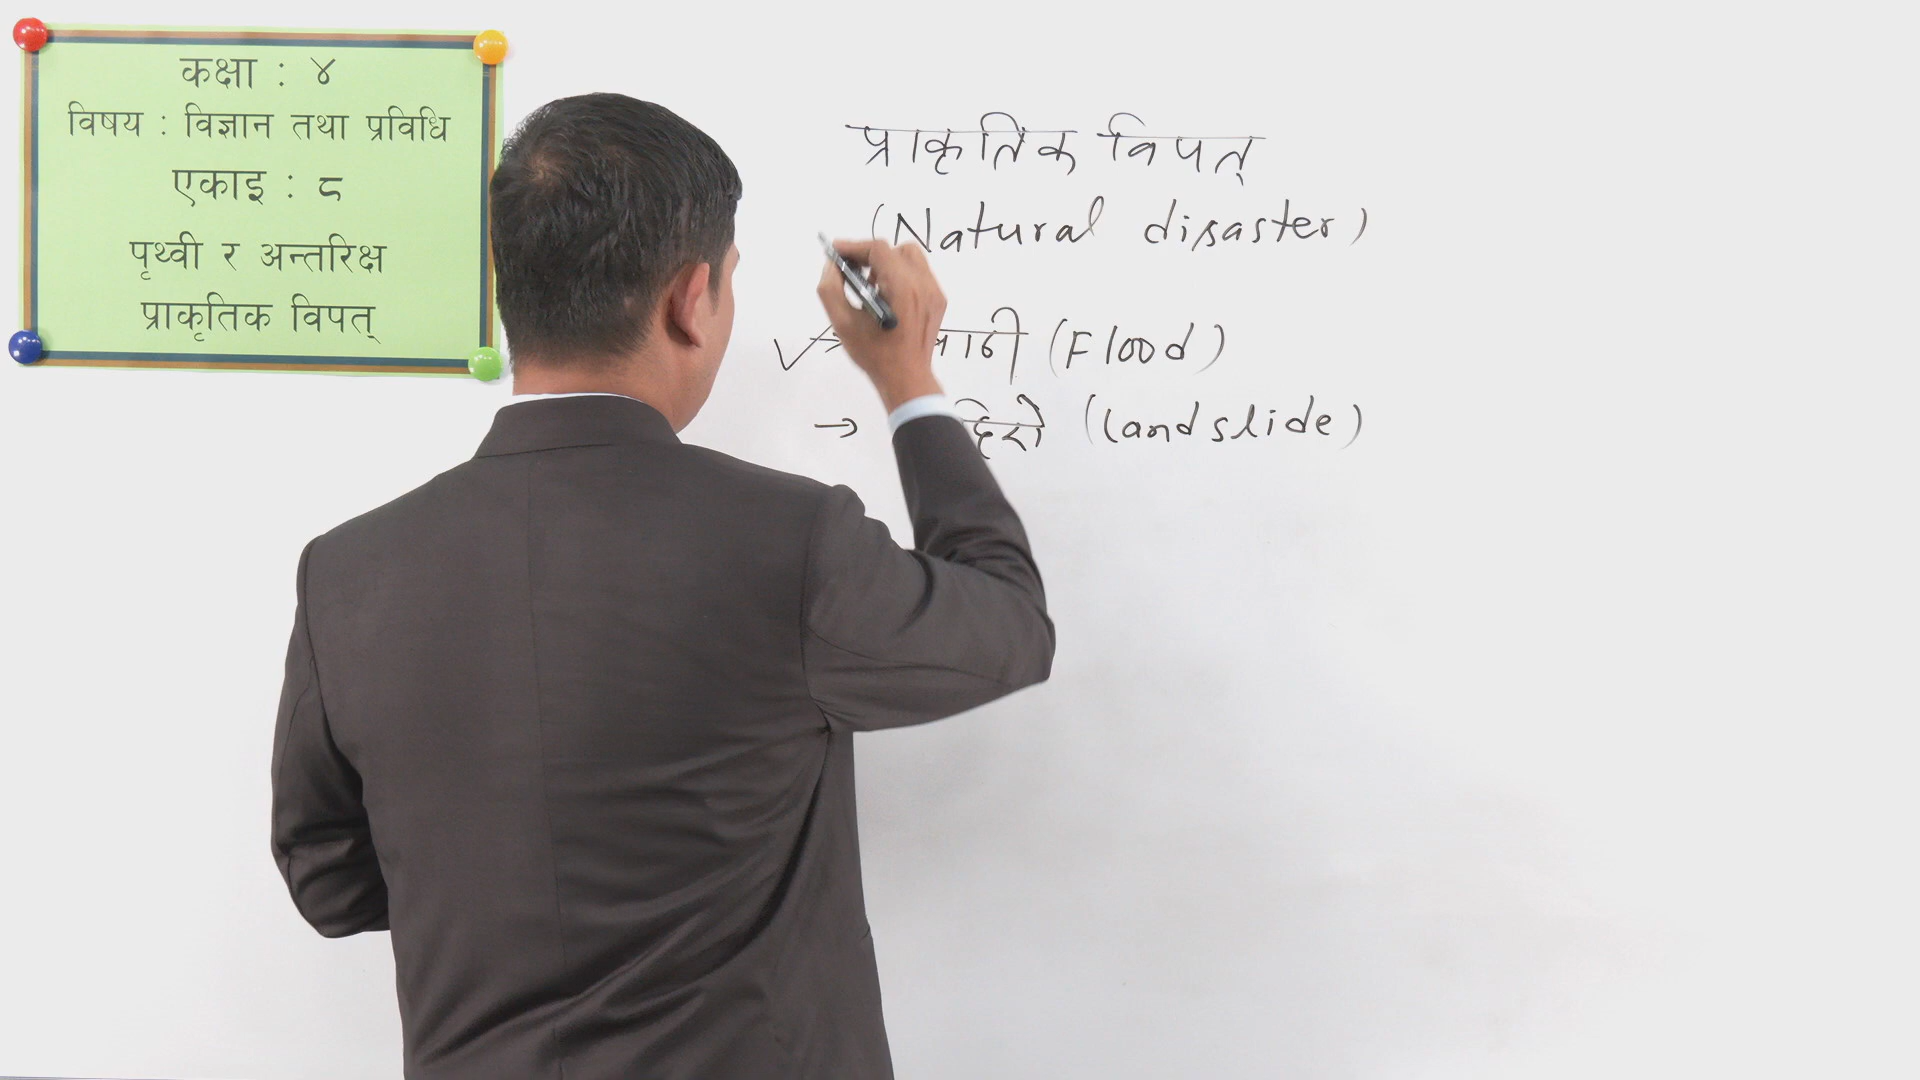 कक्षा : ४
विषय : विज्ञान तथा प्रविधि
एकाइ : ८
पृथ्वी र अन्तरिक्ष
प्राकृतिक विपत्
प्राकृतिक विपत्
(Natural disaster)
(Flood)
→ (landslide)